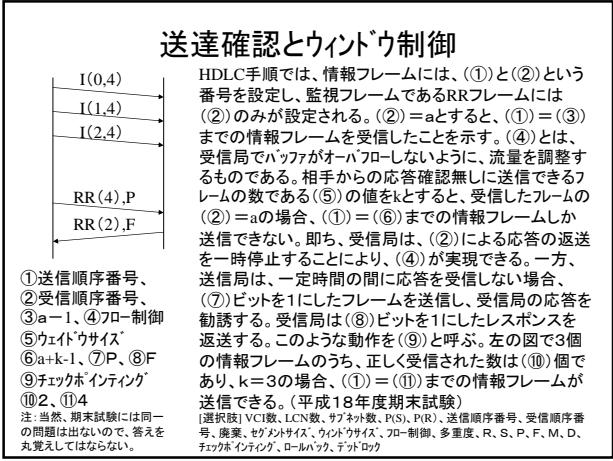 送達確認とウィンドウ制御
I(0,4)
I(1,4)
I(2,4)
RR(4),P
RR(2),F
①送信順序番号、
②受信順序番号、
③a－1、④フロー制御
⑤ウェイドウサイズ
⑥a+k-1、⑦P、⑧F
⑨チェックポインティング
⑩2、⑪4
注:当然、期末試験には同一
の問題は出ないので、答えを
丸覚えしてはならない。
HDLC手順では、情報フレームには、(①)と(②)という
番号を設定し、監視フレームであるRRフレームには
(②)のみが設定される。(②)＝aとすると、(①)＝(③)
までの情報フレームを受信したことを示す。(④)とは、
受信局でバッファがオーバフローしないように、流量を調整す
るものである。相手からの応答確認無しに送信できるフ
レームの数である(⑤)の値をkとすると、受信したフレームの
(②)＝aの場合、(①)＝(⑥)までの情報フレームしか
送信できない。即ち、受信局は、(②)による応答の返送
を一時停止することにより、(④)が実現できる。一方、
送信局は、一定時間の間に応答を受信しない場合、
(⑦)ビットを1にしたフレームを送信し、受信局の応答を
勧誘する。受信局は(⑧)ビットを1にしたレスポンスを
返送する。このような動作を(⑨)と呼ぶ。左の図で3個
の情報フレームのうち、正しく受信された数は(⑩)個で
あり、k＝3の場合、(①)＝(⑪)までの情報フレームが
送信できる。(平成18年度期末試験)
[選択肢] VCI数、LCN数、サブネット数、P(S)、P(R)、送信順序番号、受信順序番
号、廃棄、セグメントサイズ、ウィンドウサイズ、フロー制御、多重度、R、S、P、F、M、D、
チェックポインティング、ロールバック、デッドロック